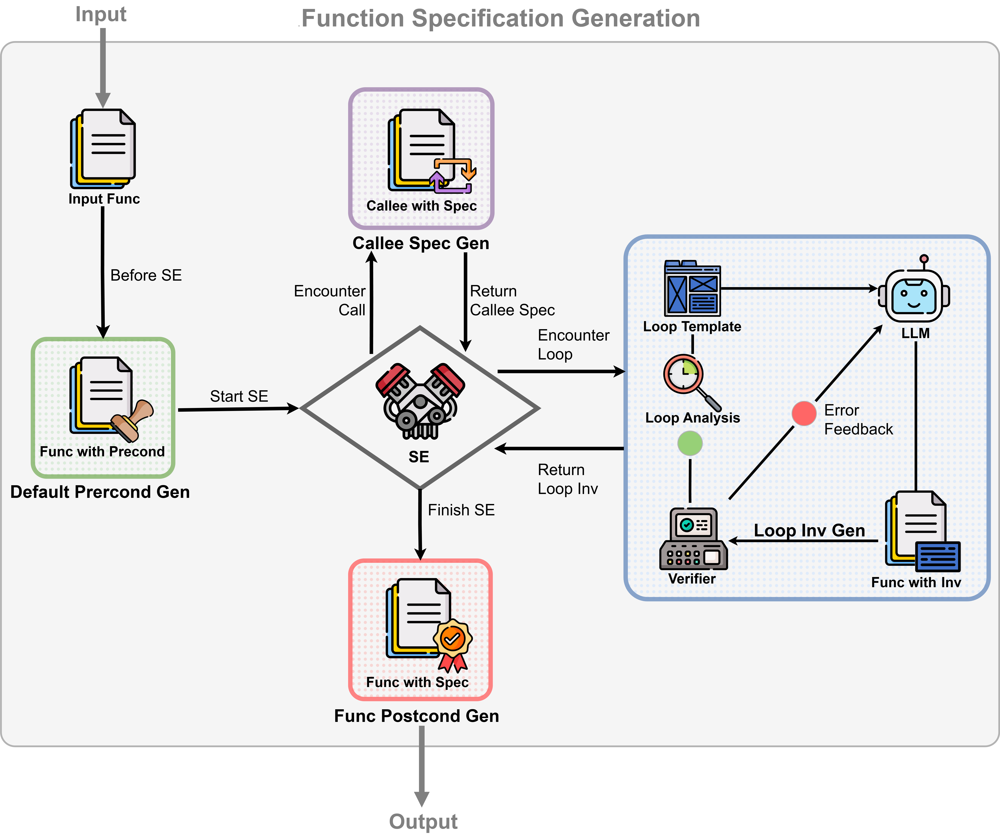 Input
Function Specification Generation
Input Func
Before SE
Func with Precond
Default Prercond Gen
Start SE
Callee with Spec
Callee Spec Gen
Encounter
Call
Return
Callee Spec
SE
Encounter
Loop
Return
Loop Inv
Loop Template
LLM
Loop Analysis
Error
Feedback
Loop Inv Gen
Verifier
Func with Inv
Finish SE
Func with Spec
Func Postcond Gen
Output